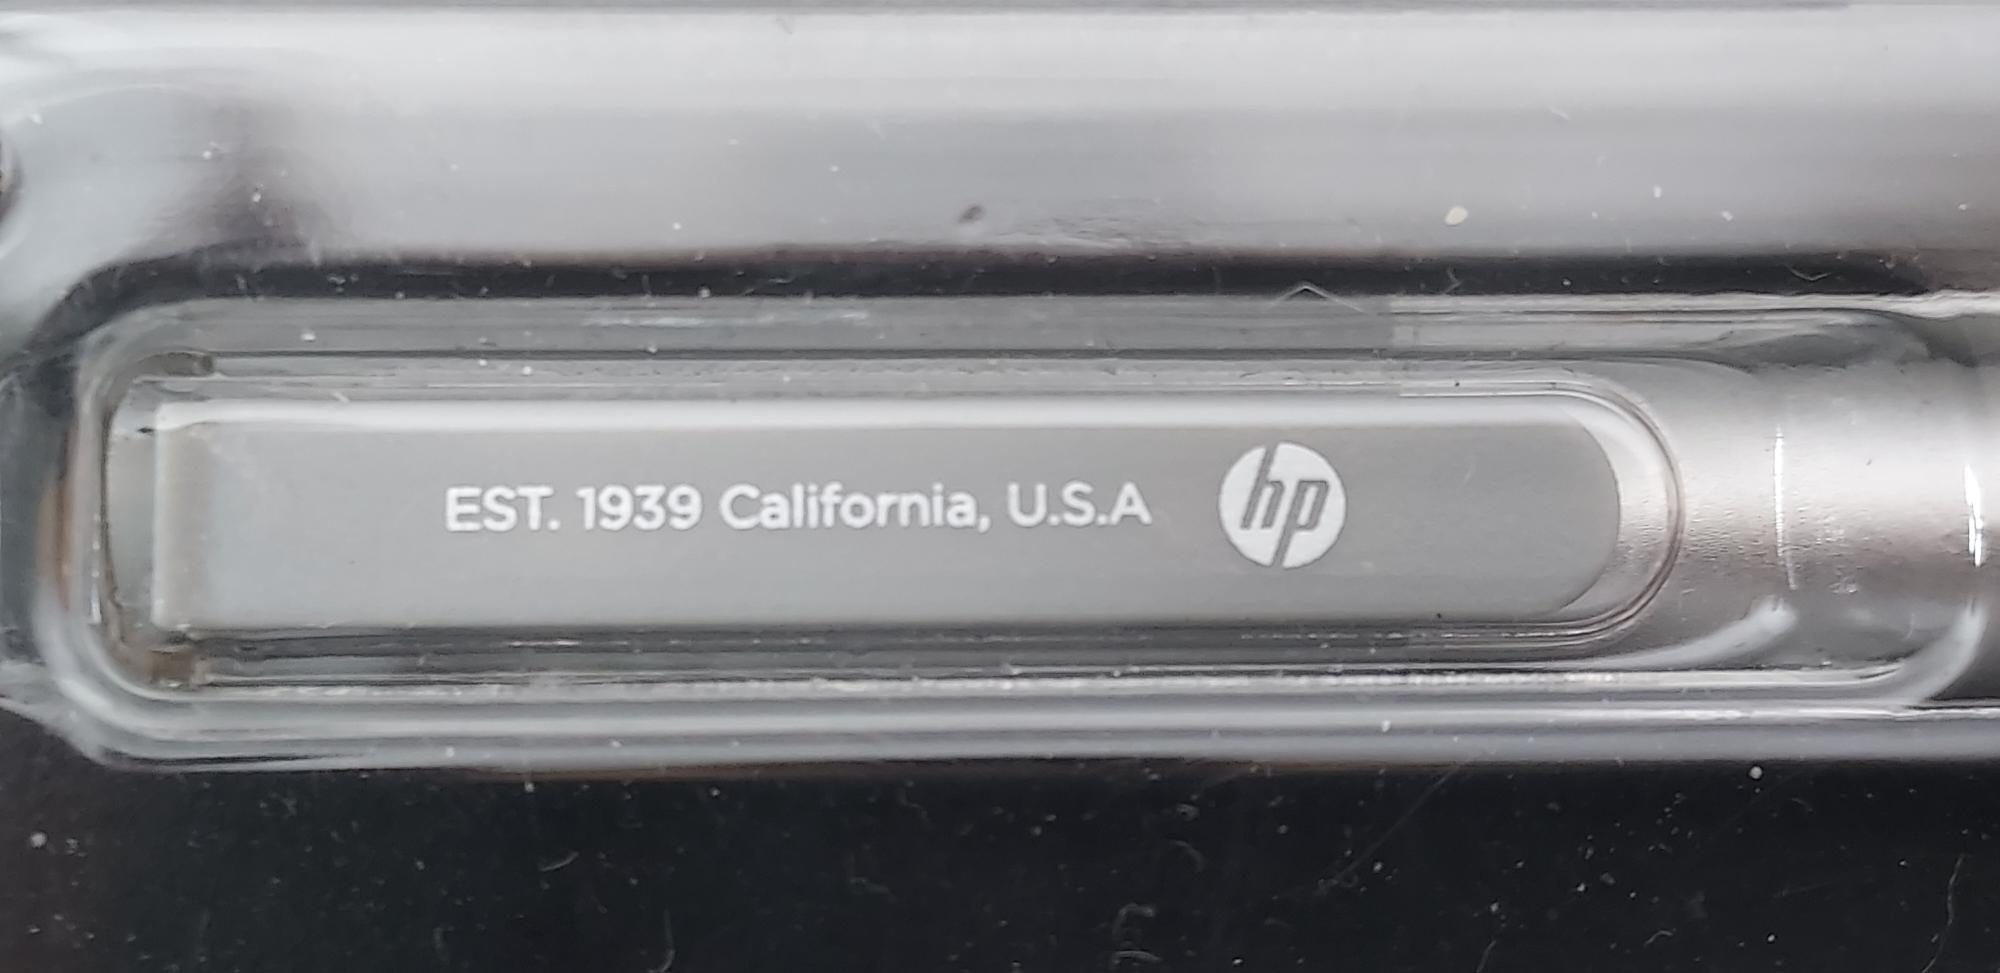 EST. 1939 California, U.S.A hp